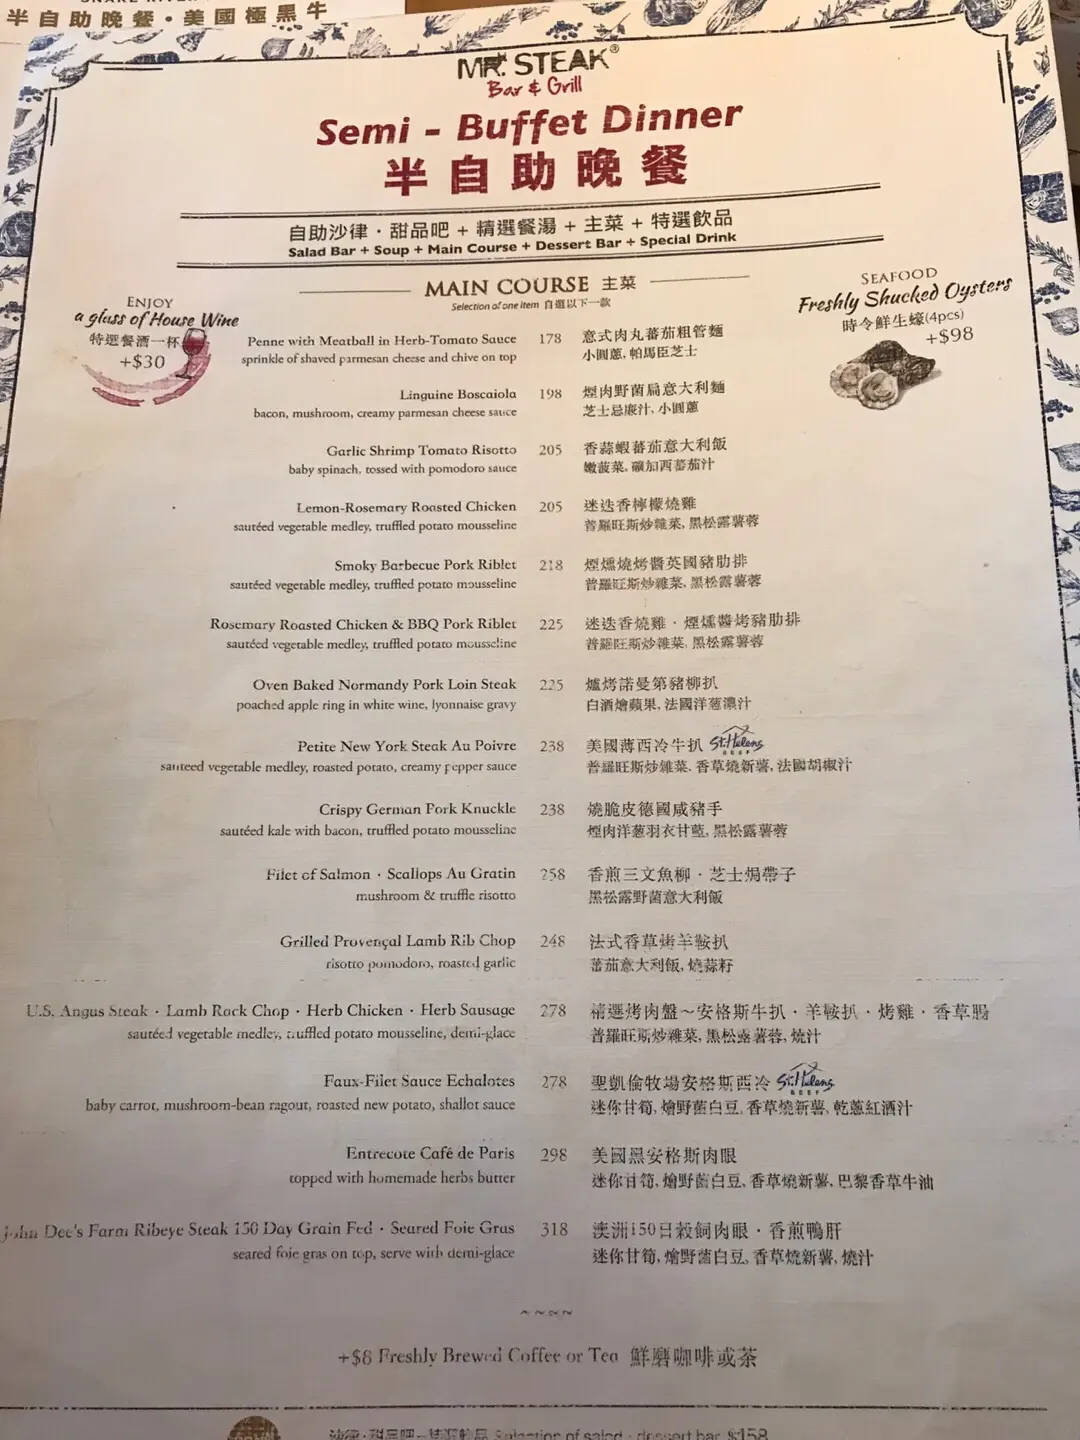 半自助晚餐·美國極黑牛
MR. STEAK®
Bar & Grill
Semi - Buffet Dinner
半自助晚餐
自助沙律·甜品吧 + 精選餐湯 + 主菜 + 特選飲品
Salad Bar + Soup + Main Course + Dessert Bar + Special Drink
MAIN COURSE 主菜
Selection of one item 自選以下一款
ENJOY
a glass of House Wine
特選餐酒一杯
+$30
SEAFOOD
Freshly Shucked Oysters
時令鮮生蠔(4pcs)
+$98
Penne with Meatball in Herb-Tomato Sauce 178 意式肉丸蕃茄粗管麵
sprinkle of shaved parmesan cheese and chive on top 小圓蔥, 帕馬臣芝士
Linguine Boscaiola 198 煙肉野菌扁意大利麵
bacon, mushroom, creamy parmesan cheese sauce 芝士忌廉汁, 小圓蔥
Garlic Shrimp Tomato Risotto 205 香蒜蝦蕃茄意大利飯
baby spinach, tossed with pomodoro sauce 嫩菠菜, 磨加西蕃茄汁
Lemon-Rosemary Roasted Chicken 205 迷迭香檸檬燒雞
sautéed vegetable medley, truffled potato mousseline 普羅旺斯炒雜菜, 黑松露薯蓉
Smoky Barbecue Pork Riblet 218 煙燻燒烤醬英國豬肋排
sautéed vegetable medley, truffled potato mousseline 普羅旺斯炒雜菜, 黑松露薯蓉
Rosemary Roasted Chicken & BBQ Pork Riblet 225 迷迭香燒雞·煙燻醬烤豬肋排
sautéed vegetable medley, truffled potato mousseline 普羅旺斯炒雜菜, 黑松露薯蓉
Oven Baked Normandy Pork Loin Steak 225 爐烤諾曼第豬柳扒
poached apple ring in white wine, lyonnaise gravy 白酒燴蘋果, 法國洋葱濃汁
Petite New York Steak Au Poivre 238 美國薄西冷牛扒 St.Helens BEEF
sauteed vegetable medley, roasted potato, creamy pepper sauce 普羅旺斯炒雜菜, 香草燒新薯, 法國胡椒汁
Crispy German Pork Knuckle 238 燒脆皮德國咸豬手
sautéed kale with bacon, truffled potato mousseline 煙肉洋葱羽衣甘藍, 黑松露薯蓉
Filet of Salmon · Scallops Au Gratin 258 香煎三文魚柳·芝士焗帶子
mushroom & truffle risotto 黑松露野菌意大利飯
Grilled Provençal Lamb Rib Chop 248 法式香草烤羊鞍扒
risotto pomodoro, roasted garlic 蕃茄意大利飯, 燒蒜籽
U.S. Angus Steak · Lamb Rack Chop · Herb Chicken · Herb Sausage 278 精選烤肉盤~安格斯牛扒·羊鞍扒·烤雞·香草腸
sautéed vegetable medley, truffled potato mousseline, demi-glace 普羅旺斯炒雜菜, 黑松露薯蓉, 燒汁
Faux-Filet Sauce Echalotes 278 聖凱倫牧場安格斯西冷 St.Helens BEEF
baby carrot, mushroom-bean ragout, roasted new potato, shallot sauce 迷你甘筍, 燴野菌白豆, 香草燒新薯, 乾蔥紅酒汁
Entrecote Café de Paris 298 美國黑安格斯肉眼
topped with homemade herbs butter 迷你甘筍, 燴野菌白豆, 香草燒新薯, 巴黎香草牛油
John Dee's Farm Ribeye Steak 150 Day Grain Fed · Seared Foie Gras 318 澳洲150日穀飼肉眼·香煎鴨肝
seared foie gras on top, serve with demi-glace 迷你甘筍, 燴野菌白豆, 香草燒新薯, 燒汁
~~~~
+$8 Freshly Brewed Coffee or Tea 鮮磨咖啡或茶
沙律·甜品吧 Selection of salad · dessert bar $158